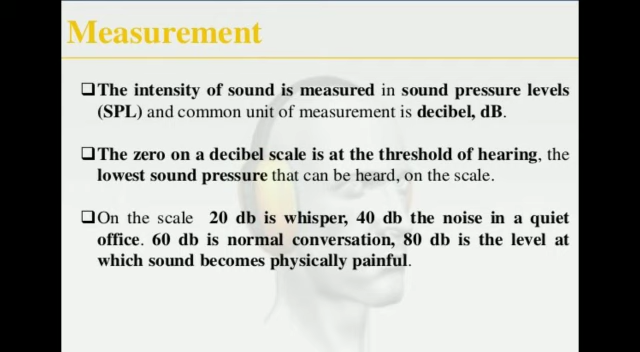 Measurement
❑The intensity of sound is measured in sound pressure levels
(SPL) and common unit of measurement is decibel, dB.
❑The zero on a decibel scale is at the threshold of hearing, the
lowest sound pressure that can be heard, on the scale.
❑On the scale 20 db is whisper, 40 db the noise in a quiet
office. 60 db is normal conversation, 80 db is the level at
which sound becomes physically painful.